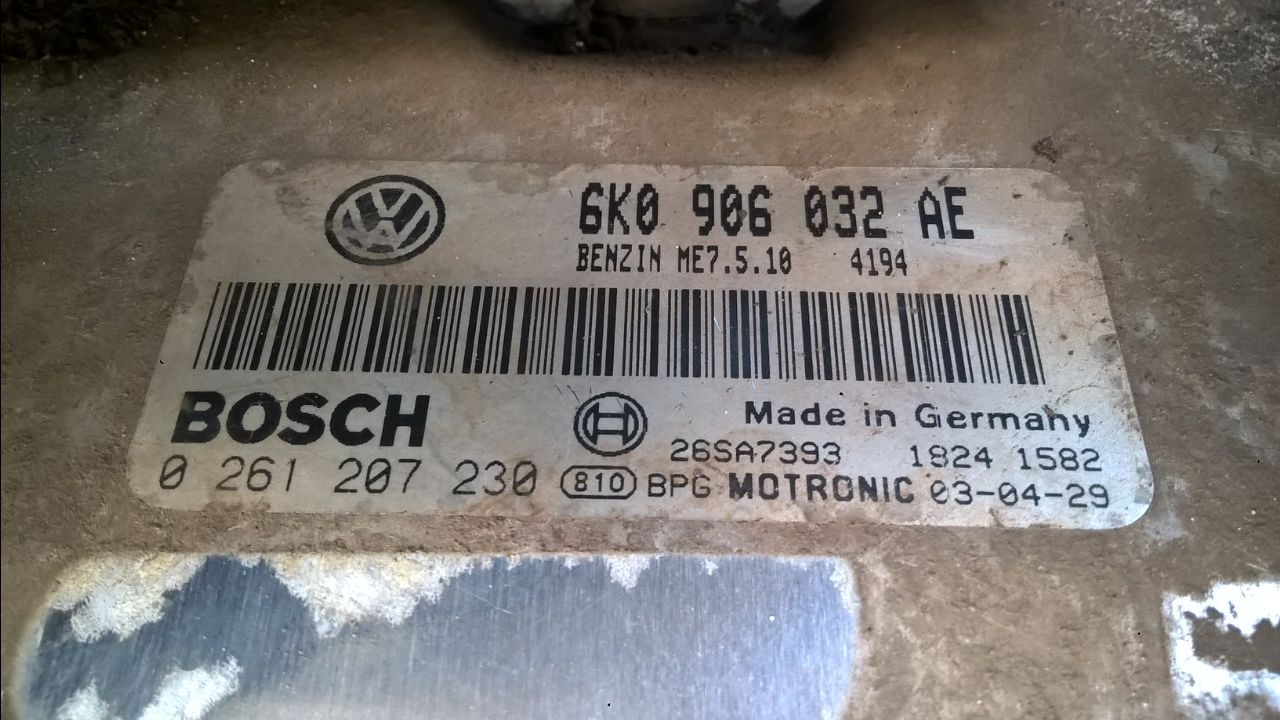 6K0 906 032 AE
BENZIN ME7.5.10 4194
BOSCH
Made in Germany
26SA7393 1824 1582
0 261 207 230 810 BPG MOTRONIC 03-04-29